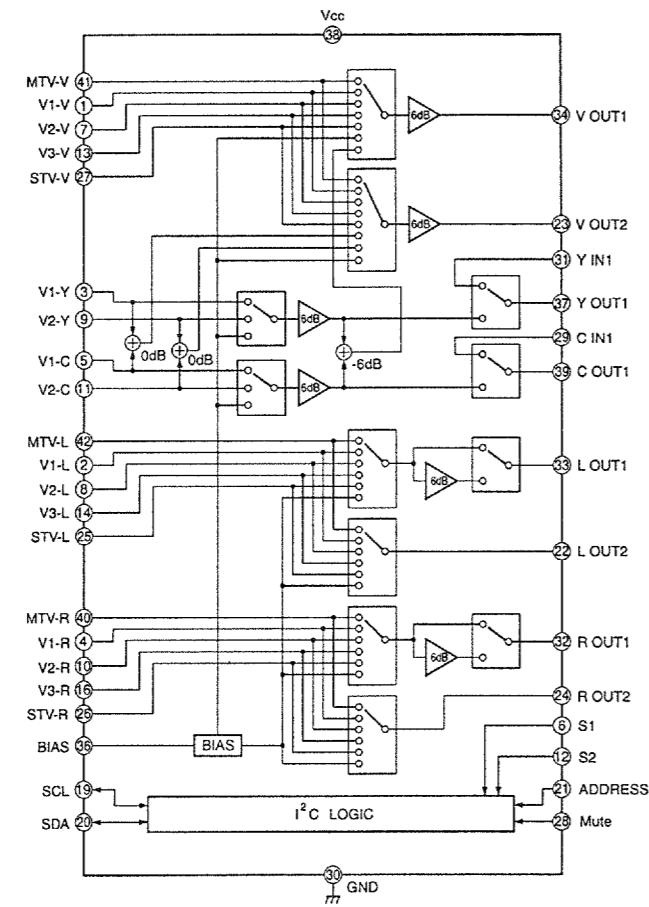 Vcc
38
MTV-V 41
V1-V 1
V2-V 7
V3-V 13
STV-V 27
6dB
34 V OUT1
6dB
23 V OUT2
31 Y IN1
V1-Y 3
V2-Y 9
6dB
37 Y OUT1
29 C IN1
0dB
0dB
-6dB
V1-C 5
V2-C 11
6dB
39 C OUT1
MTV-L 42
V1-L 2
V2-L 8
V3-L 14
STV-L 25
6dB
33 L OUT1
22 L OUT2
MTV-R 40
V1-R 4
V2-R 10
V3-R 16
STV-R 26
6dB
32 R OUT1
24 R OUT2
6 S1
BIAS 36
BIAS
12 S2
SCL 19
21 ADDRESS
SDA 20
I²C LOGIC
28 Mute
30 GND